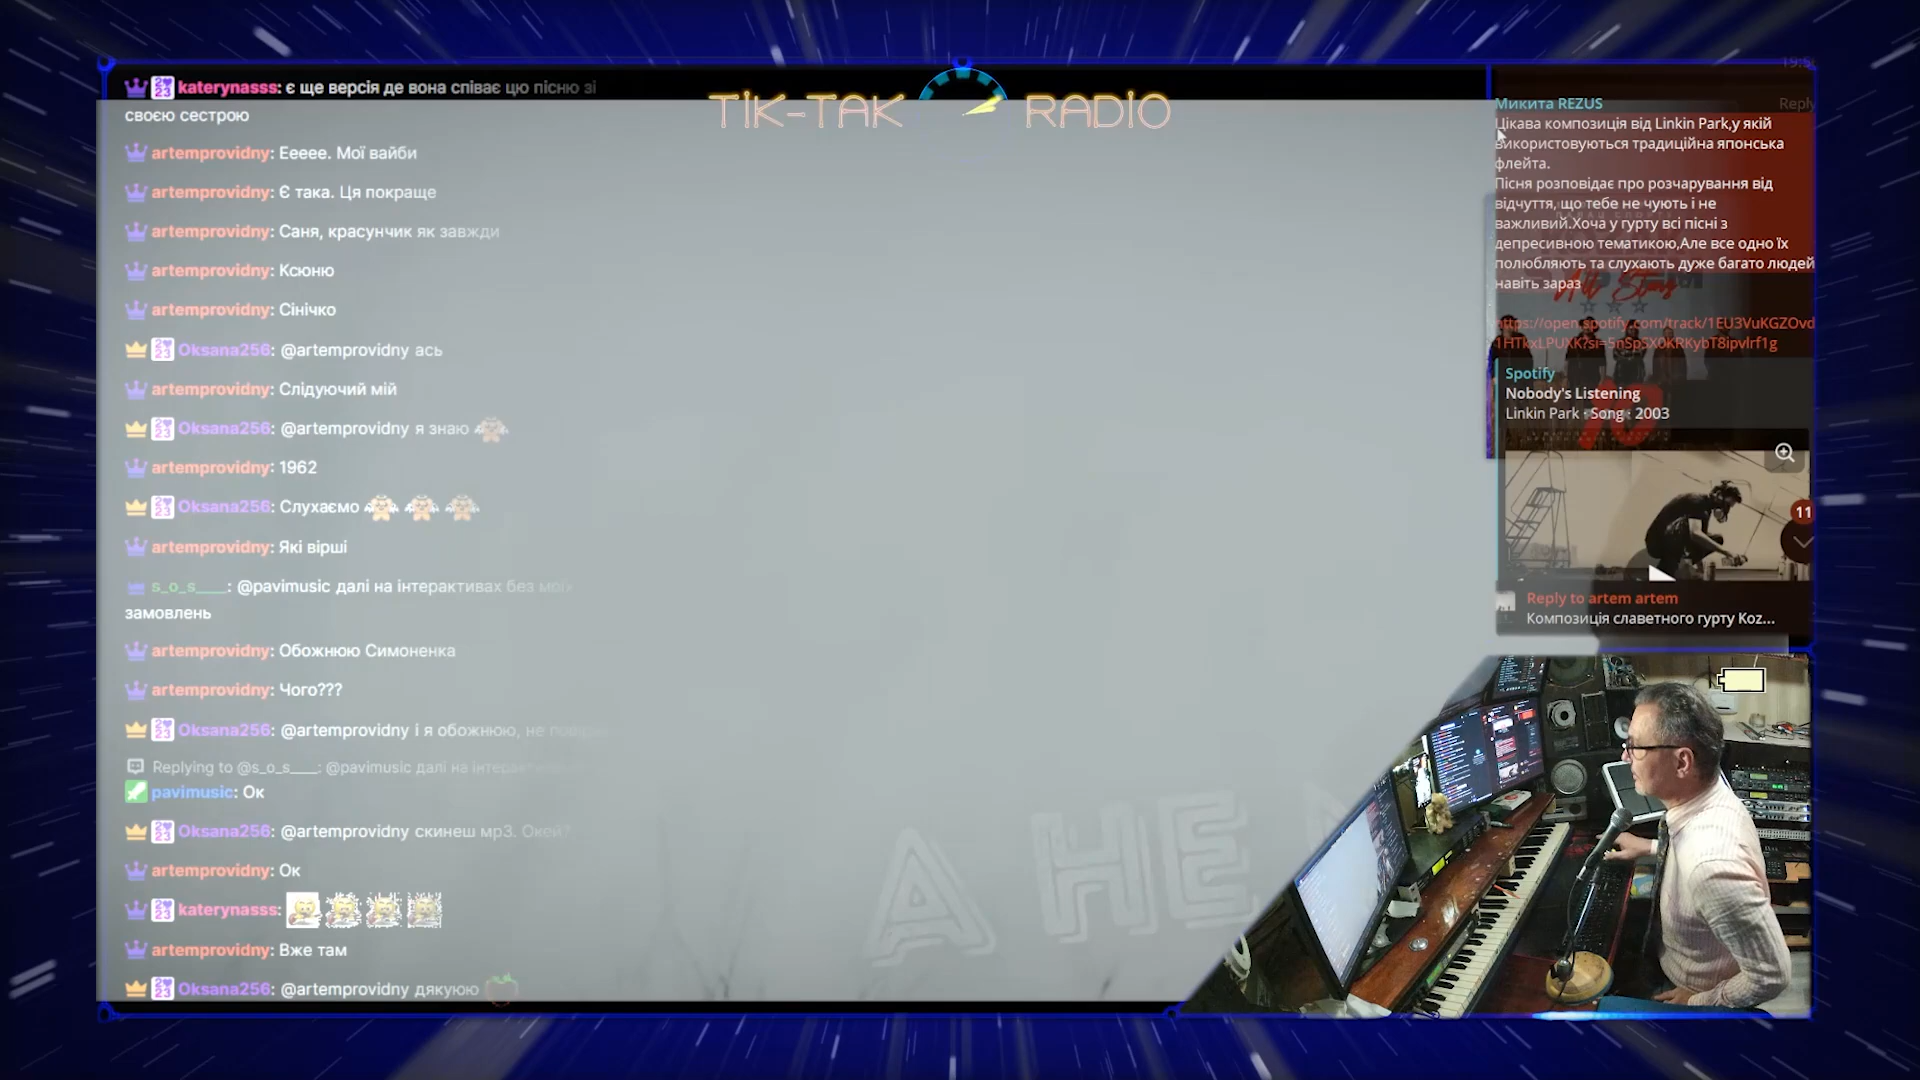 katerynasss: є ще версія де вона співає цю пісню зі
своєю сестрою
artemprovidny: Ееееe. Мої вайби
artemprovidny: Є така. Ця покраще
artemprovidny: Саня, красунчик як завжди
artemprovidny: Ксюню
artemprovidny: Сінічко
Oksana256: @artemprovidny ась
artemprovidny: Слідуючий мій
Oksana256: @artemprovidny я знаю
artemprovidny: 1962
Oksana256: Слухаємо
artemprovidny: Які вірші
s_o_s____: @pavimusic далі на інтерактивах без моїх
замовлень
artemprovidny: Обожнюю Симоненка
artemprovidny: Чого???
Oksana256: @artemprovidny і я обожнюю, не
Replying to @s_o_s____: @pavimusic далі на
pavimusic: Ок
Oksana256: @artemprovidny скинеш мр3. Окей?
artemprovidny: Ок
katerynasss:
artemprovidny: Вже там
Oksana256: @artemprovidny дякуюю
TIK-TAK RADIO
А НЕ
Микита REZUS
Reply
Цікава композиція від Linkin Park,у якій
використовуються традиційна японська
флейта.
Пісня розповідає про розчарування від
відчуття, що тебе не чують і не
важливий.Хоча у гурту всі пісні з
депресивною тематикою,Але все одно їх
полюбляють та слухають дуже багато людей
навіть зараз
All Stars
Spotify
Nobody's Listening
Linkin Park · Song · 2003
11
Reply to artem artem
Композиція славетного гурту Koz...